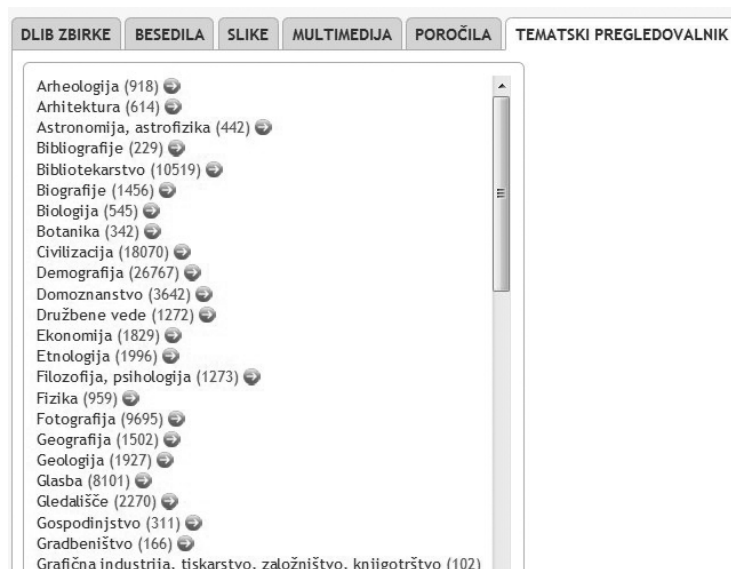 DLIB ZBIRKE BESEDILA SLIKE MULTIMEDIJA POROČILA TEMATSKI PREGLEDOVALNIK
Arheologija (918)
Arhitektura (614)
Astronomija, astrofizika (442)
Bibliografije (229)
Bibliotekarstvo (10519)
Biografije (1456)
Biologija (545)
Botanika (342)
Civilizacija (18070)
Demografija (26767)
Domoznanstvo (3642)
Družbene vede (1272)
Ekonomija (1829)
Etnologija (1996)
Filozofija, psihologija (1273)
Fizika (959)
Fotografija (9695)
Geografija (1502)
Geologija (1927)
Glasba (8101)
Gledališče (2270)
Gospodinjstvo (311)
Gradbeništvo (166)
Grafična industrija, tiskarstvo, založništvo, knjigotrštvo (102)